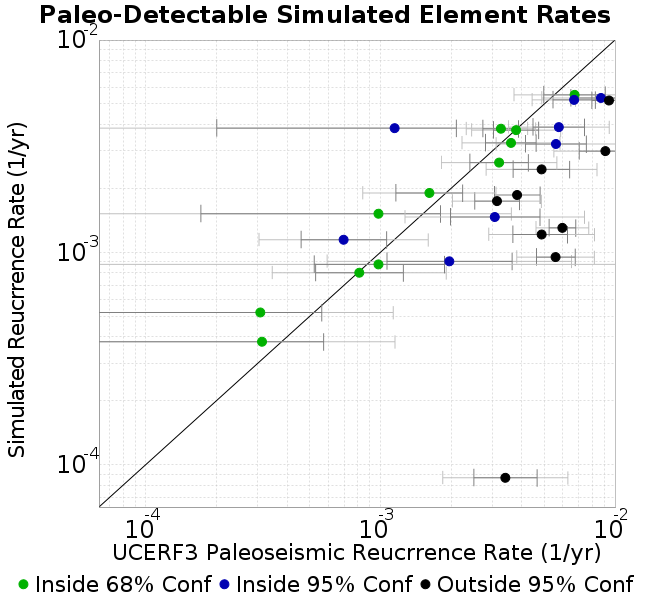 Paleo-Detectable Simulated Element Rates
10-2
10-3
10-4
Simulated Reucrrence Rate (1/yr)
10-4 10-3 10-2
UCERF3 Paleoseismic Reucrrence Rate (1/yr)
Inside 68% Conf Inside 95% Conf Outside 95% Conf